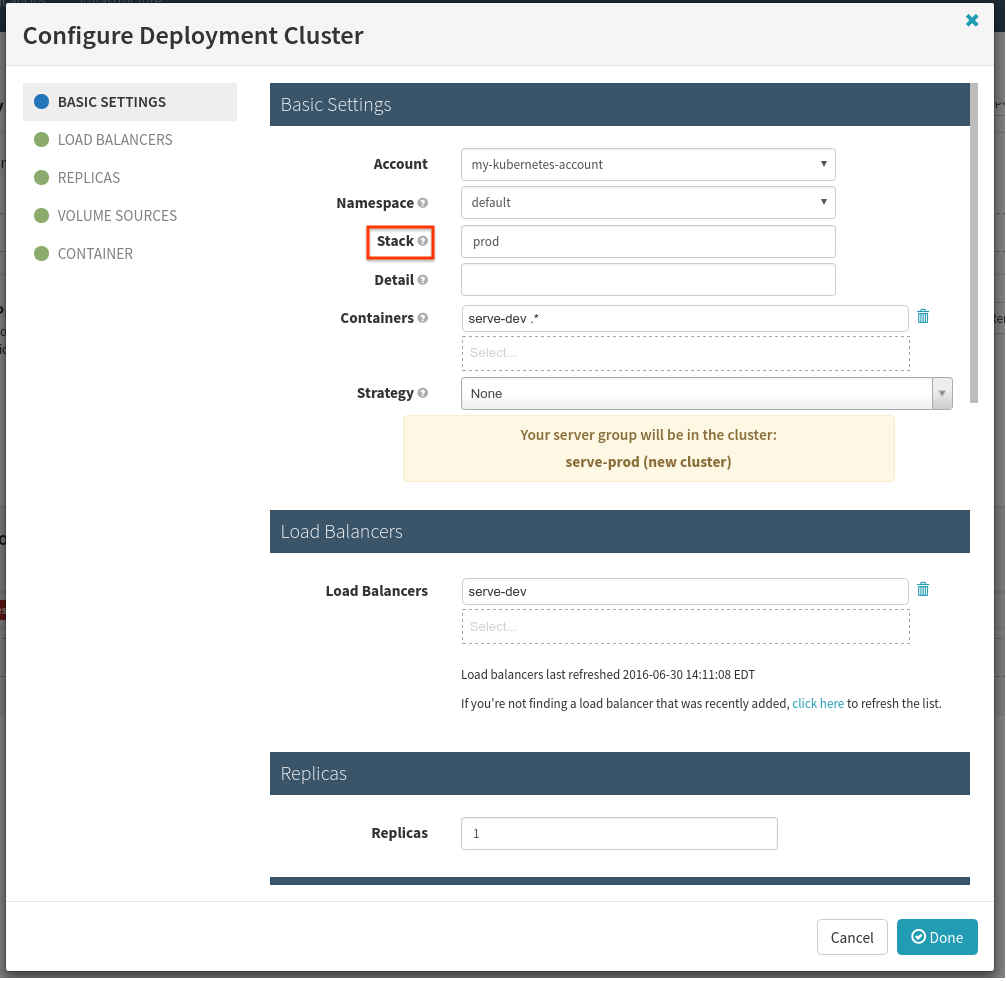 Configure Deployment Cluster
BASIC SETTINGS
LOAD BALANCERS
REPLICAS
VOLUME SOURCES
CONTAINER
Basic Settings
Account my-kubernetes-account
Namespace default
Stack prod
Detail
Containers serve-dev .*
Select...
Strategy None
Your server group will be in the cluster:
serve-prod (new cluster)
Load Balancers
Load Balancers serve-dev
Select...
Load balancers last refreshed 2016-06-30 14:11:08 EDT
If you're not finding a load balancer that was recently added, click here to refresh the list.
Replicas
Replicas 1
Cancel Done